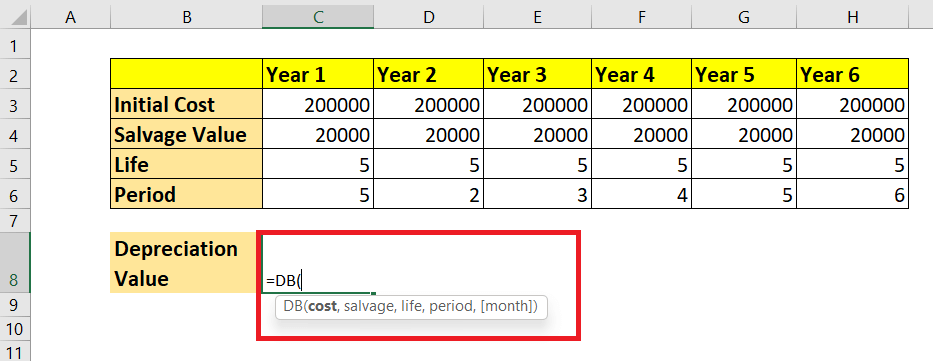 A B C D E F G H
1
2 Year 1 Year 2 Year 3 Year 4 Year 5 Year 6
3 Initial Cost 200000 200000 200000 200000 200000 200000
4 Salvage Value 20000 20000 20000 20000 20000 20000
5 Life 5 5 5 5 5 5
6 Period 5 2 3 4 5 6
7
Depreciation
8 Value =DB(
9 DB(cost, salvage, life, period, [month])
10
11